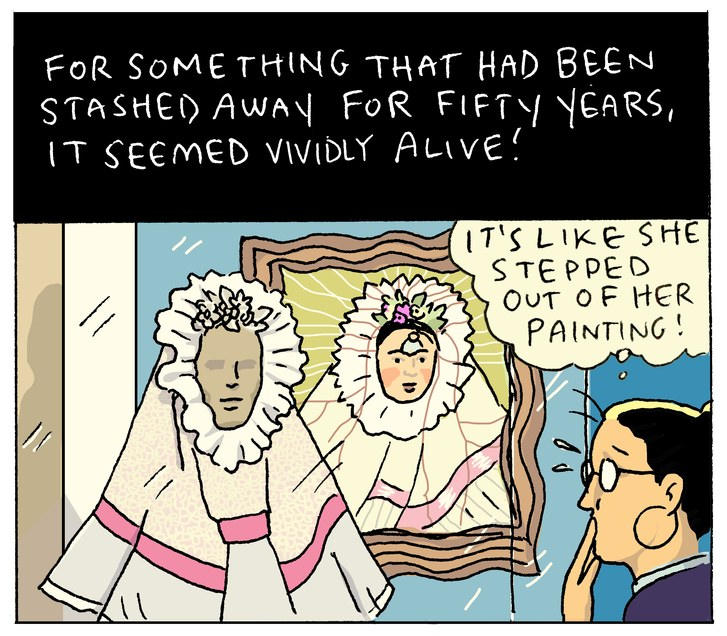 FOR SOMETHING THAT HAD BEEN
STASHED AWAY FOR FIFTY YEARS,
IT SEEMED VIVIDLY ALIVE!
IT'S LIKE SHE
STEPPED
OUT OF HER
PAINTING!